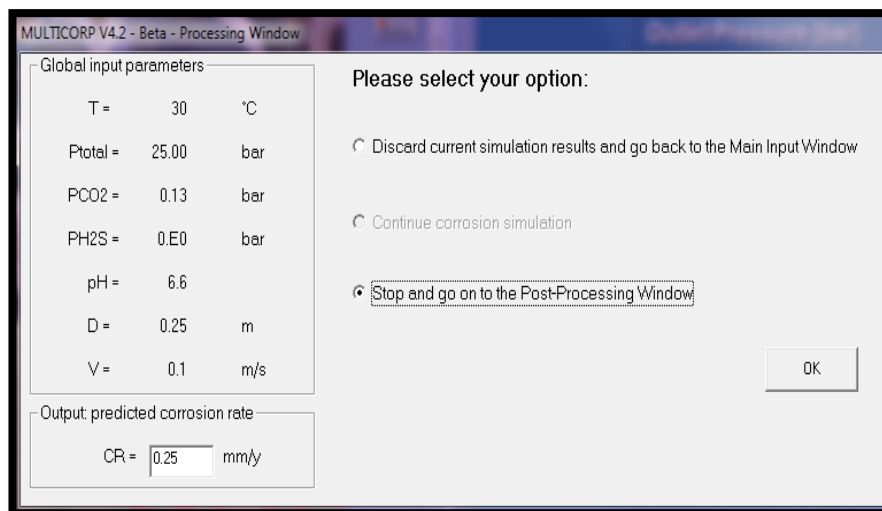 MULTICORP V4.2 - Beta - Processing Window
Outlet Pressure (bar)
Global input parameters
T = 30 °C
Ptotal = 25.00 bar
PCO2 = 0.13 bar
PH2S = 0.E0 bar
pH = 6.6
D = 0.25 m
V = 0.1 m/s
Output: predicted corrosion rate
CR = 0.25 mm/y
Please select your option:
Discard current simulation results and go back to the Main Input Window
Continue corrosion simulation
Stop and go on to the Post-Processing Window
OK